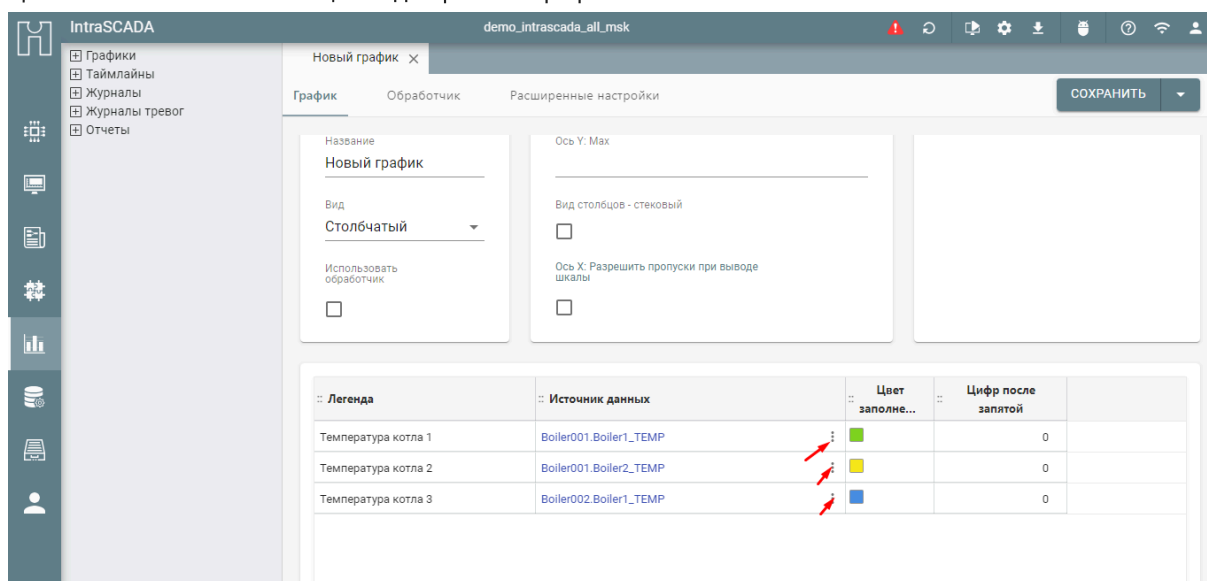 IntraSCADA
demo_intrascada_all_msk
Графики
Таймлайны
Журналы
Журналы тревог
Отчеты
Новый график
График Обработчик Расширенные настройки
СОХРАНИТЬ
Название
Новый график
Вид
Столбчатый
Использовать
обработчик
Ось Y: Max
Вид столбцов - стековый
Ось X: Разрешить пропуски при выводе
шкалы
Легенда Источник данных Цвет заполне... Цифр после запятой
Температура котла 1 Boiler001.Boiler1_TEMP 0
Температура котла 2 Boiler001.Boiler2_TEMP 0
Температура котла 3 Boiler002.Boiler1_TEMP 0